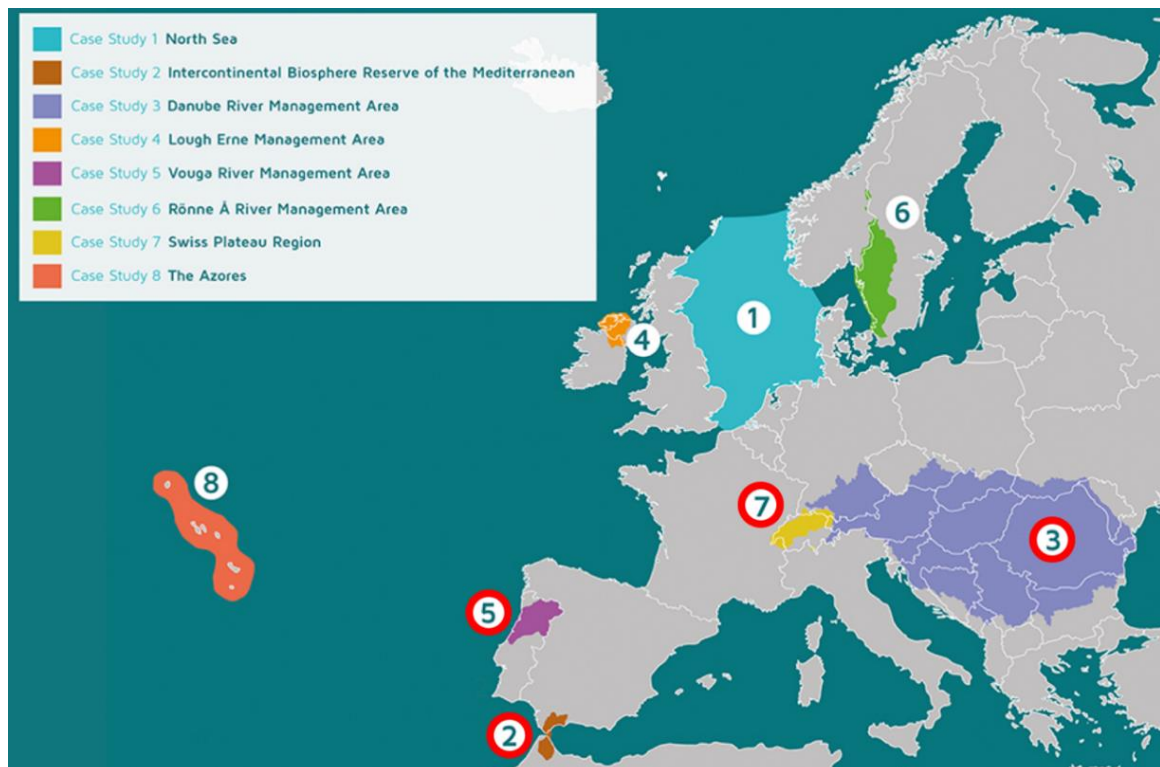 Case Study 1 North Sea
Case Study 2 Intercontinental Biosphere Reserve of the Mediterranean
Case Study 3 Danube River Management Area
Case Study 4 Lough Erne Management Area
Case Study 5 Vouga River Management Area
Case Study 6 Rönne Å River Management Area
Case Study 7 Swiss Plateau Region
Case Study 8 The Azores
6
1
4
8
7
3
5
2